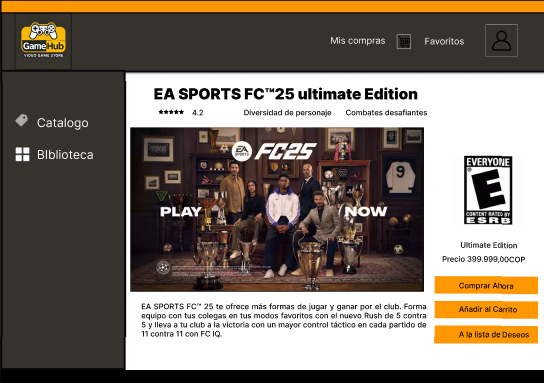 GameHub
VIDEO GAME STORE
Mis compras
Favoritos
Catalogo
BIblioteca
EA SPORTS FC™25 ultimate Edition
4.2
Diversidad de personaje
Combates desafiantes
EA SPORTS FC25
PLAY NOW
9
EA SPORTS FC™ 25 te ofrece más formas de jugar y ganar por el club. Forma
equipo con tus colegas en tus modos favoritos con el nuevo Rush de 5 contra
5 y lleva a tu club a la victoria con un mayor control táctico en cada partido de
11 contra 11 con FC IQ.
EVERYONE
E
CONTENT RATED BY
ESRB
Ultimate Edition
Precio 399.999,00COP
Comprar Ahora
Añadir al Carrito
A la lista de Deseos